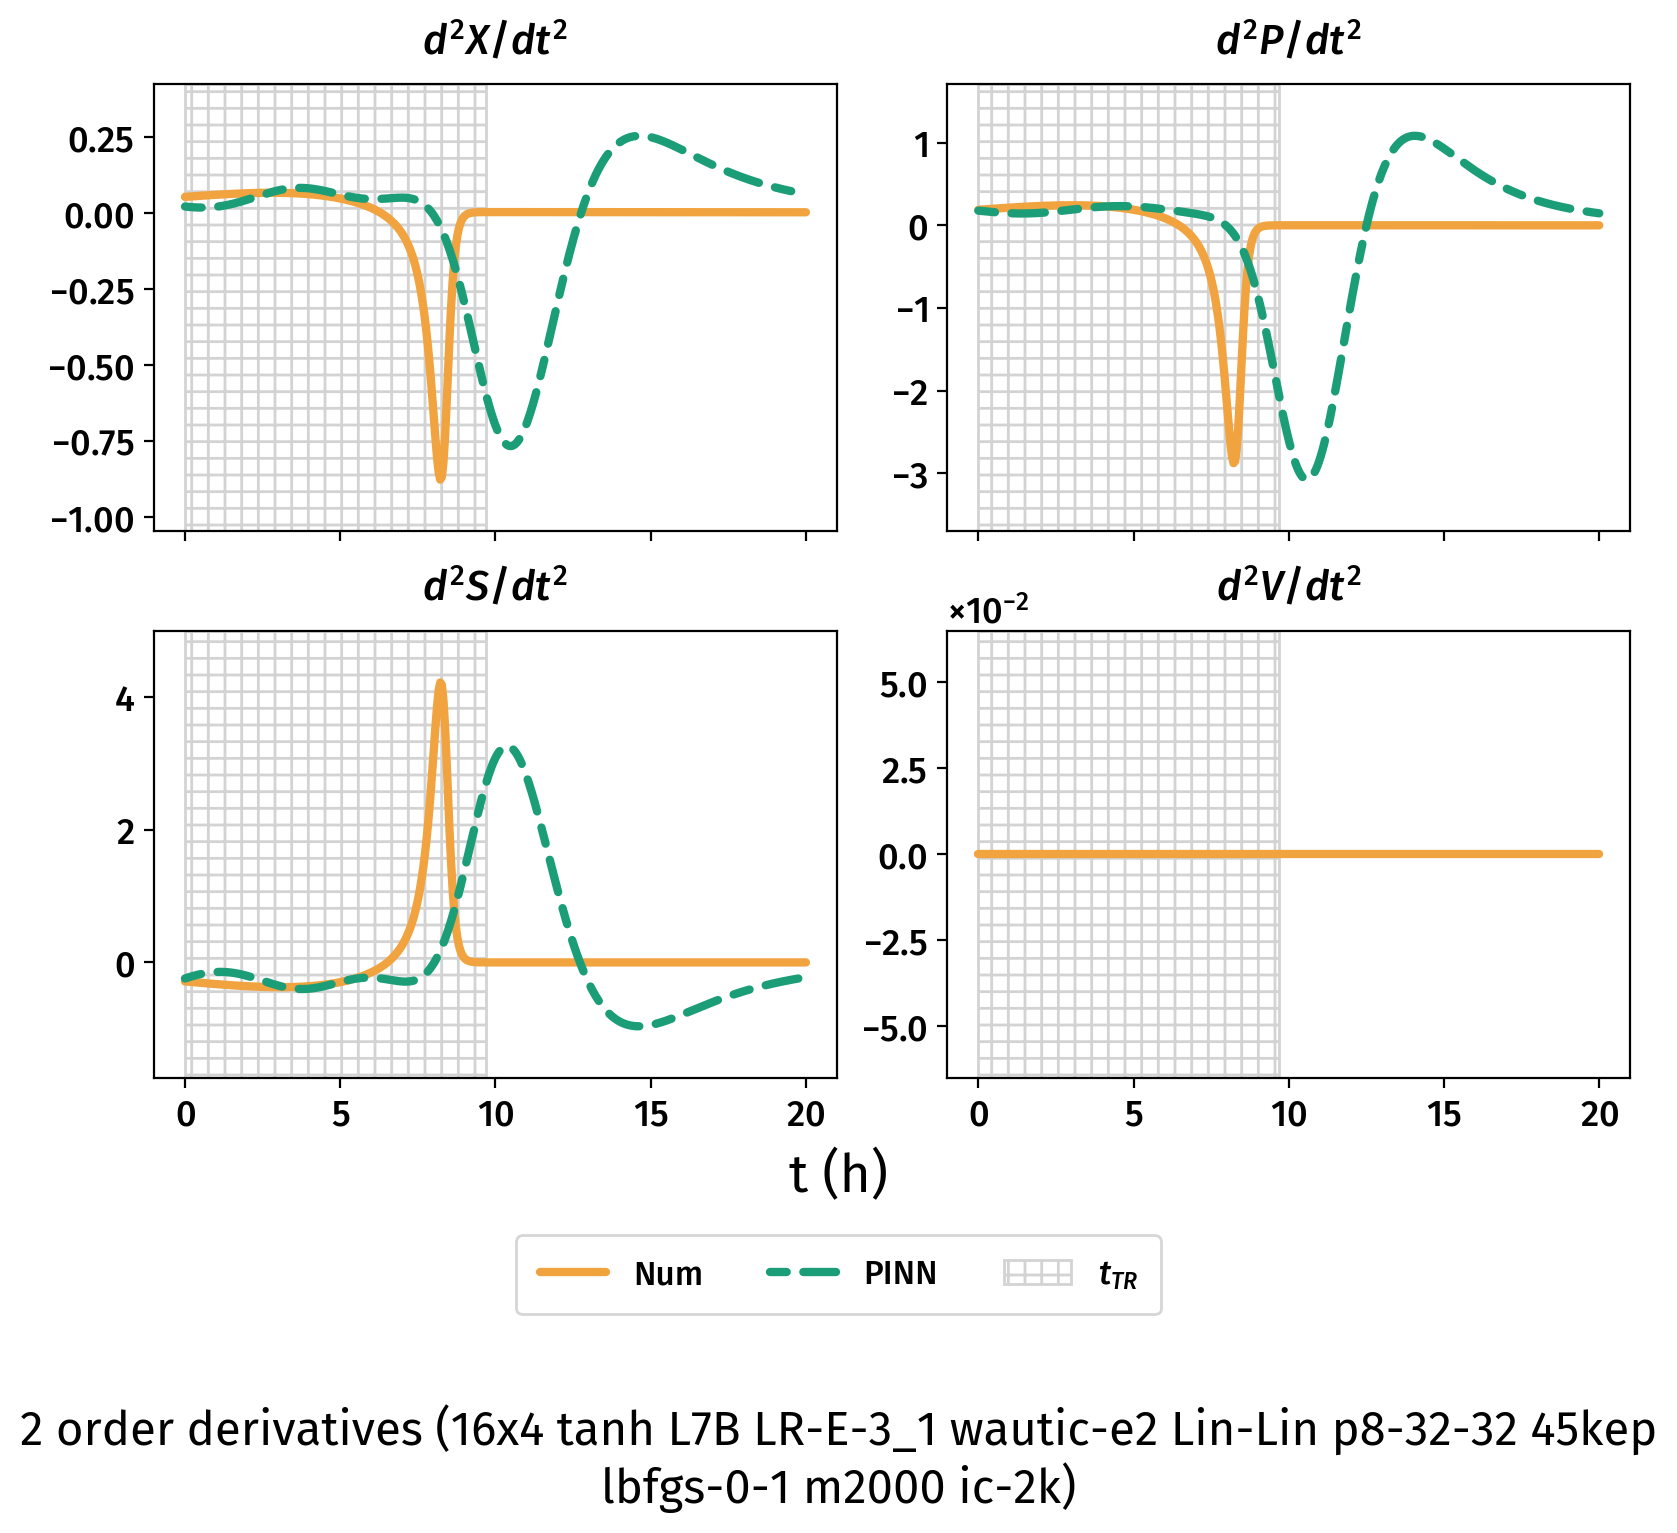 d²X/dt²
d²P/dt²
0.25
0.00
−0.25
−0.50
−0.75
−1.00
1
0
−1
−2
−3
d²S/dt²
d²V/dt²
×10⁻²
4
2
0
5.0
2.5
0.0
−2.5
−5.0
0 5 10 15 20
0 5 10 15 20
t (h)
Num PINN t_TR
2 order derivatives (16x4 tanh L7B LR-E-3_1 wautic-e2 Lin-Lin p8-32-32 45kep
lbfgs-0-1 m2000 ic-2k)